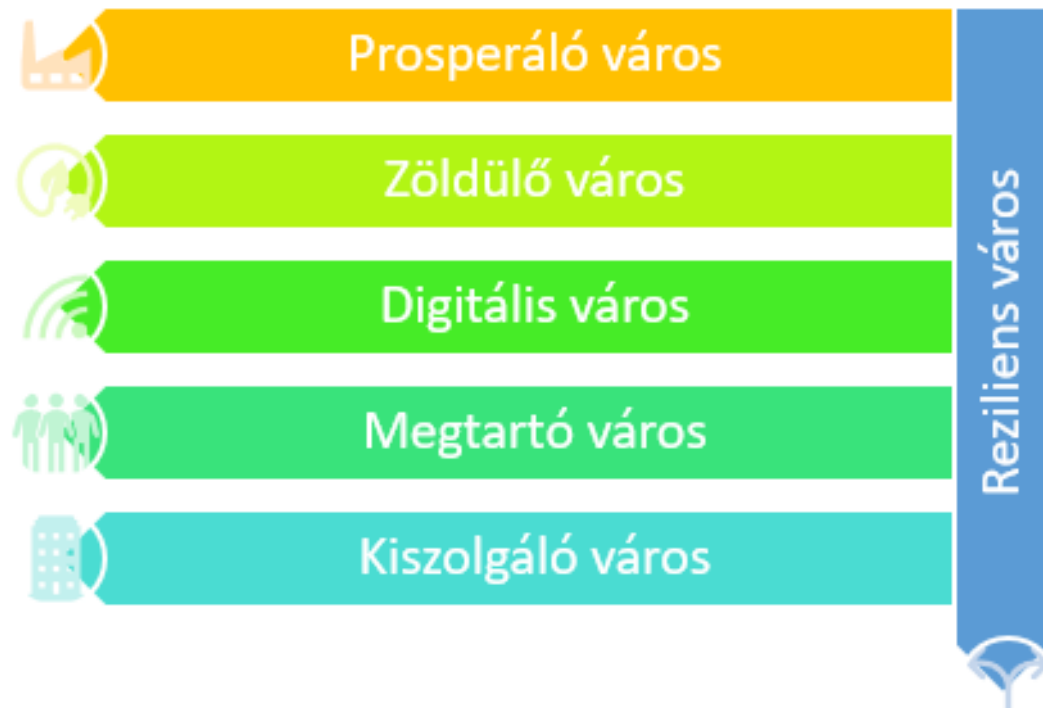 Prosperáló város
Zöldülő város
Digitális város
Megtartó város
Kiszolgáló város
Reziliens város